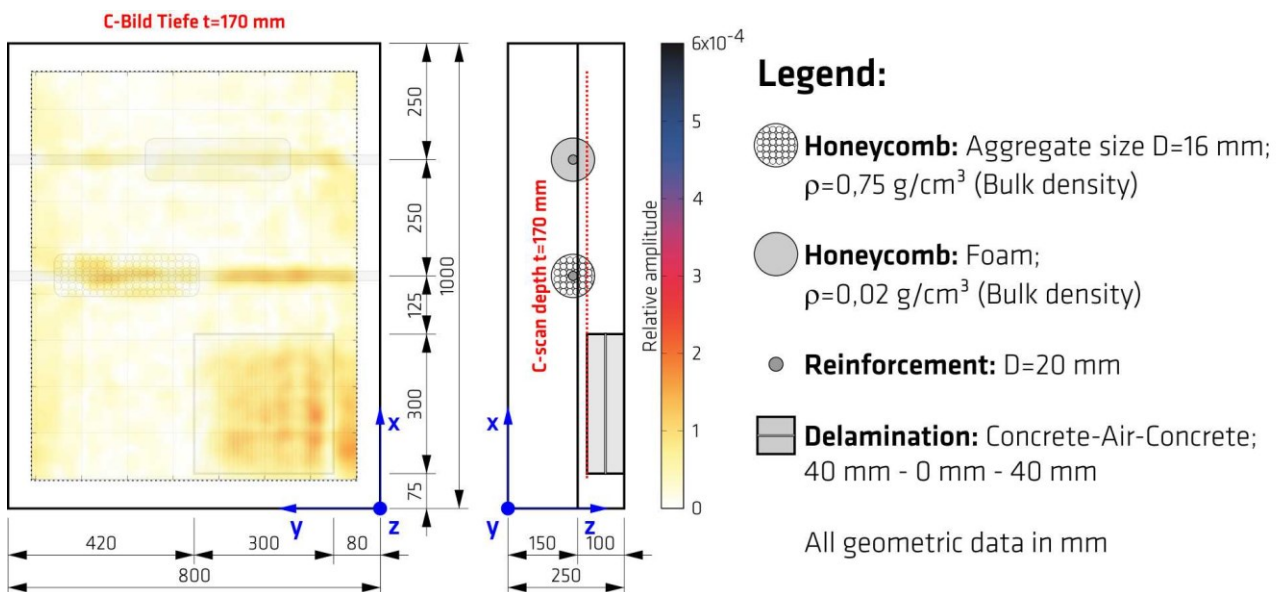 C-Bild Tiefe t=170 mm
250
250
125
300
75
1000
x
y
z
420
300
80
800
C-scan depth t=170 mm
x
y
z
150
100
250
6x10⁻⁴
5
4
3
2
1
0
Relative amplitude
Legend:
Honeycomb: Aggregate size D=16 mm;
ρ=0,75 g/cm³ (Bulk density)
Honeycomb: Foam;
ρ=0,02 g/cm³ (Bulk density)
Reinforcement: D=20 mm
Delamination: Concrete-Air-Concrete;
40 mm - 0 mm - 40 mm
All geometric data in mm